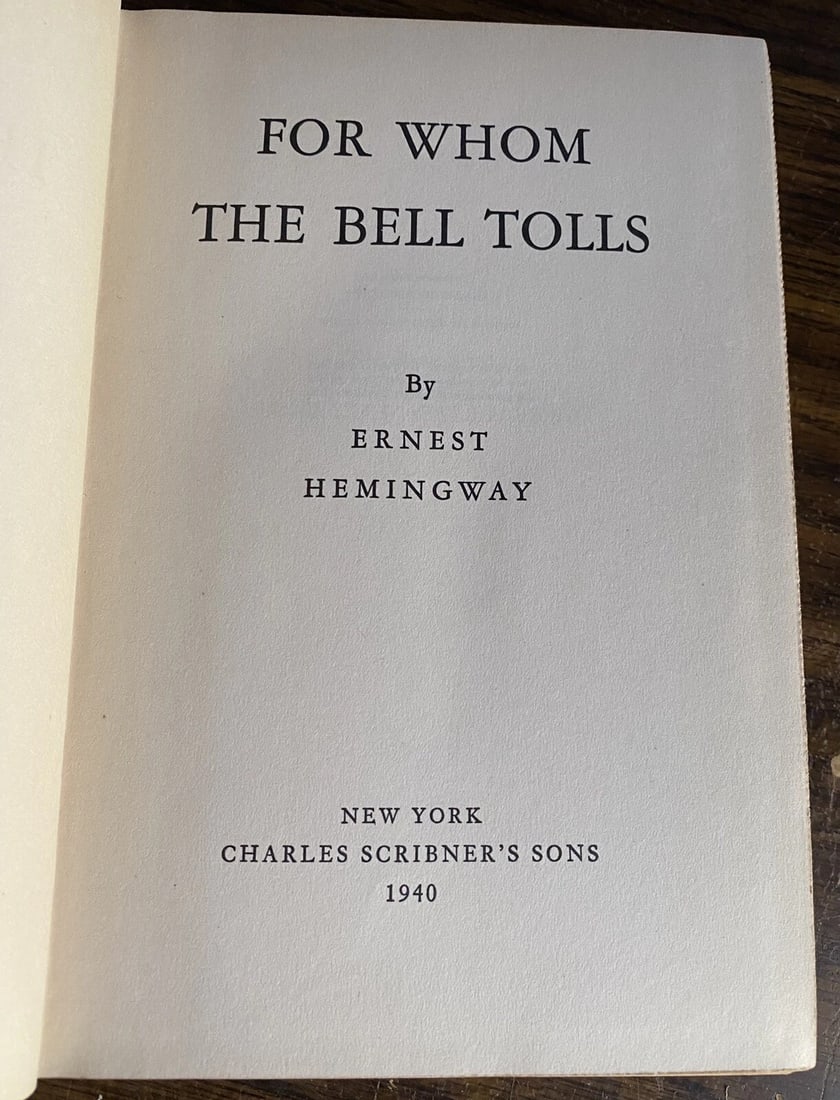 FOR WHOM
THE BELL TOLLS
By
ERNEST
HEMINGWAY
NEW YORK
CHARLES SCRIBNER'S SONS
1940